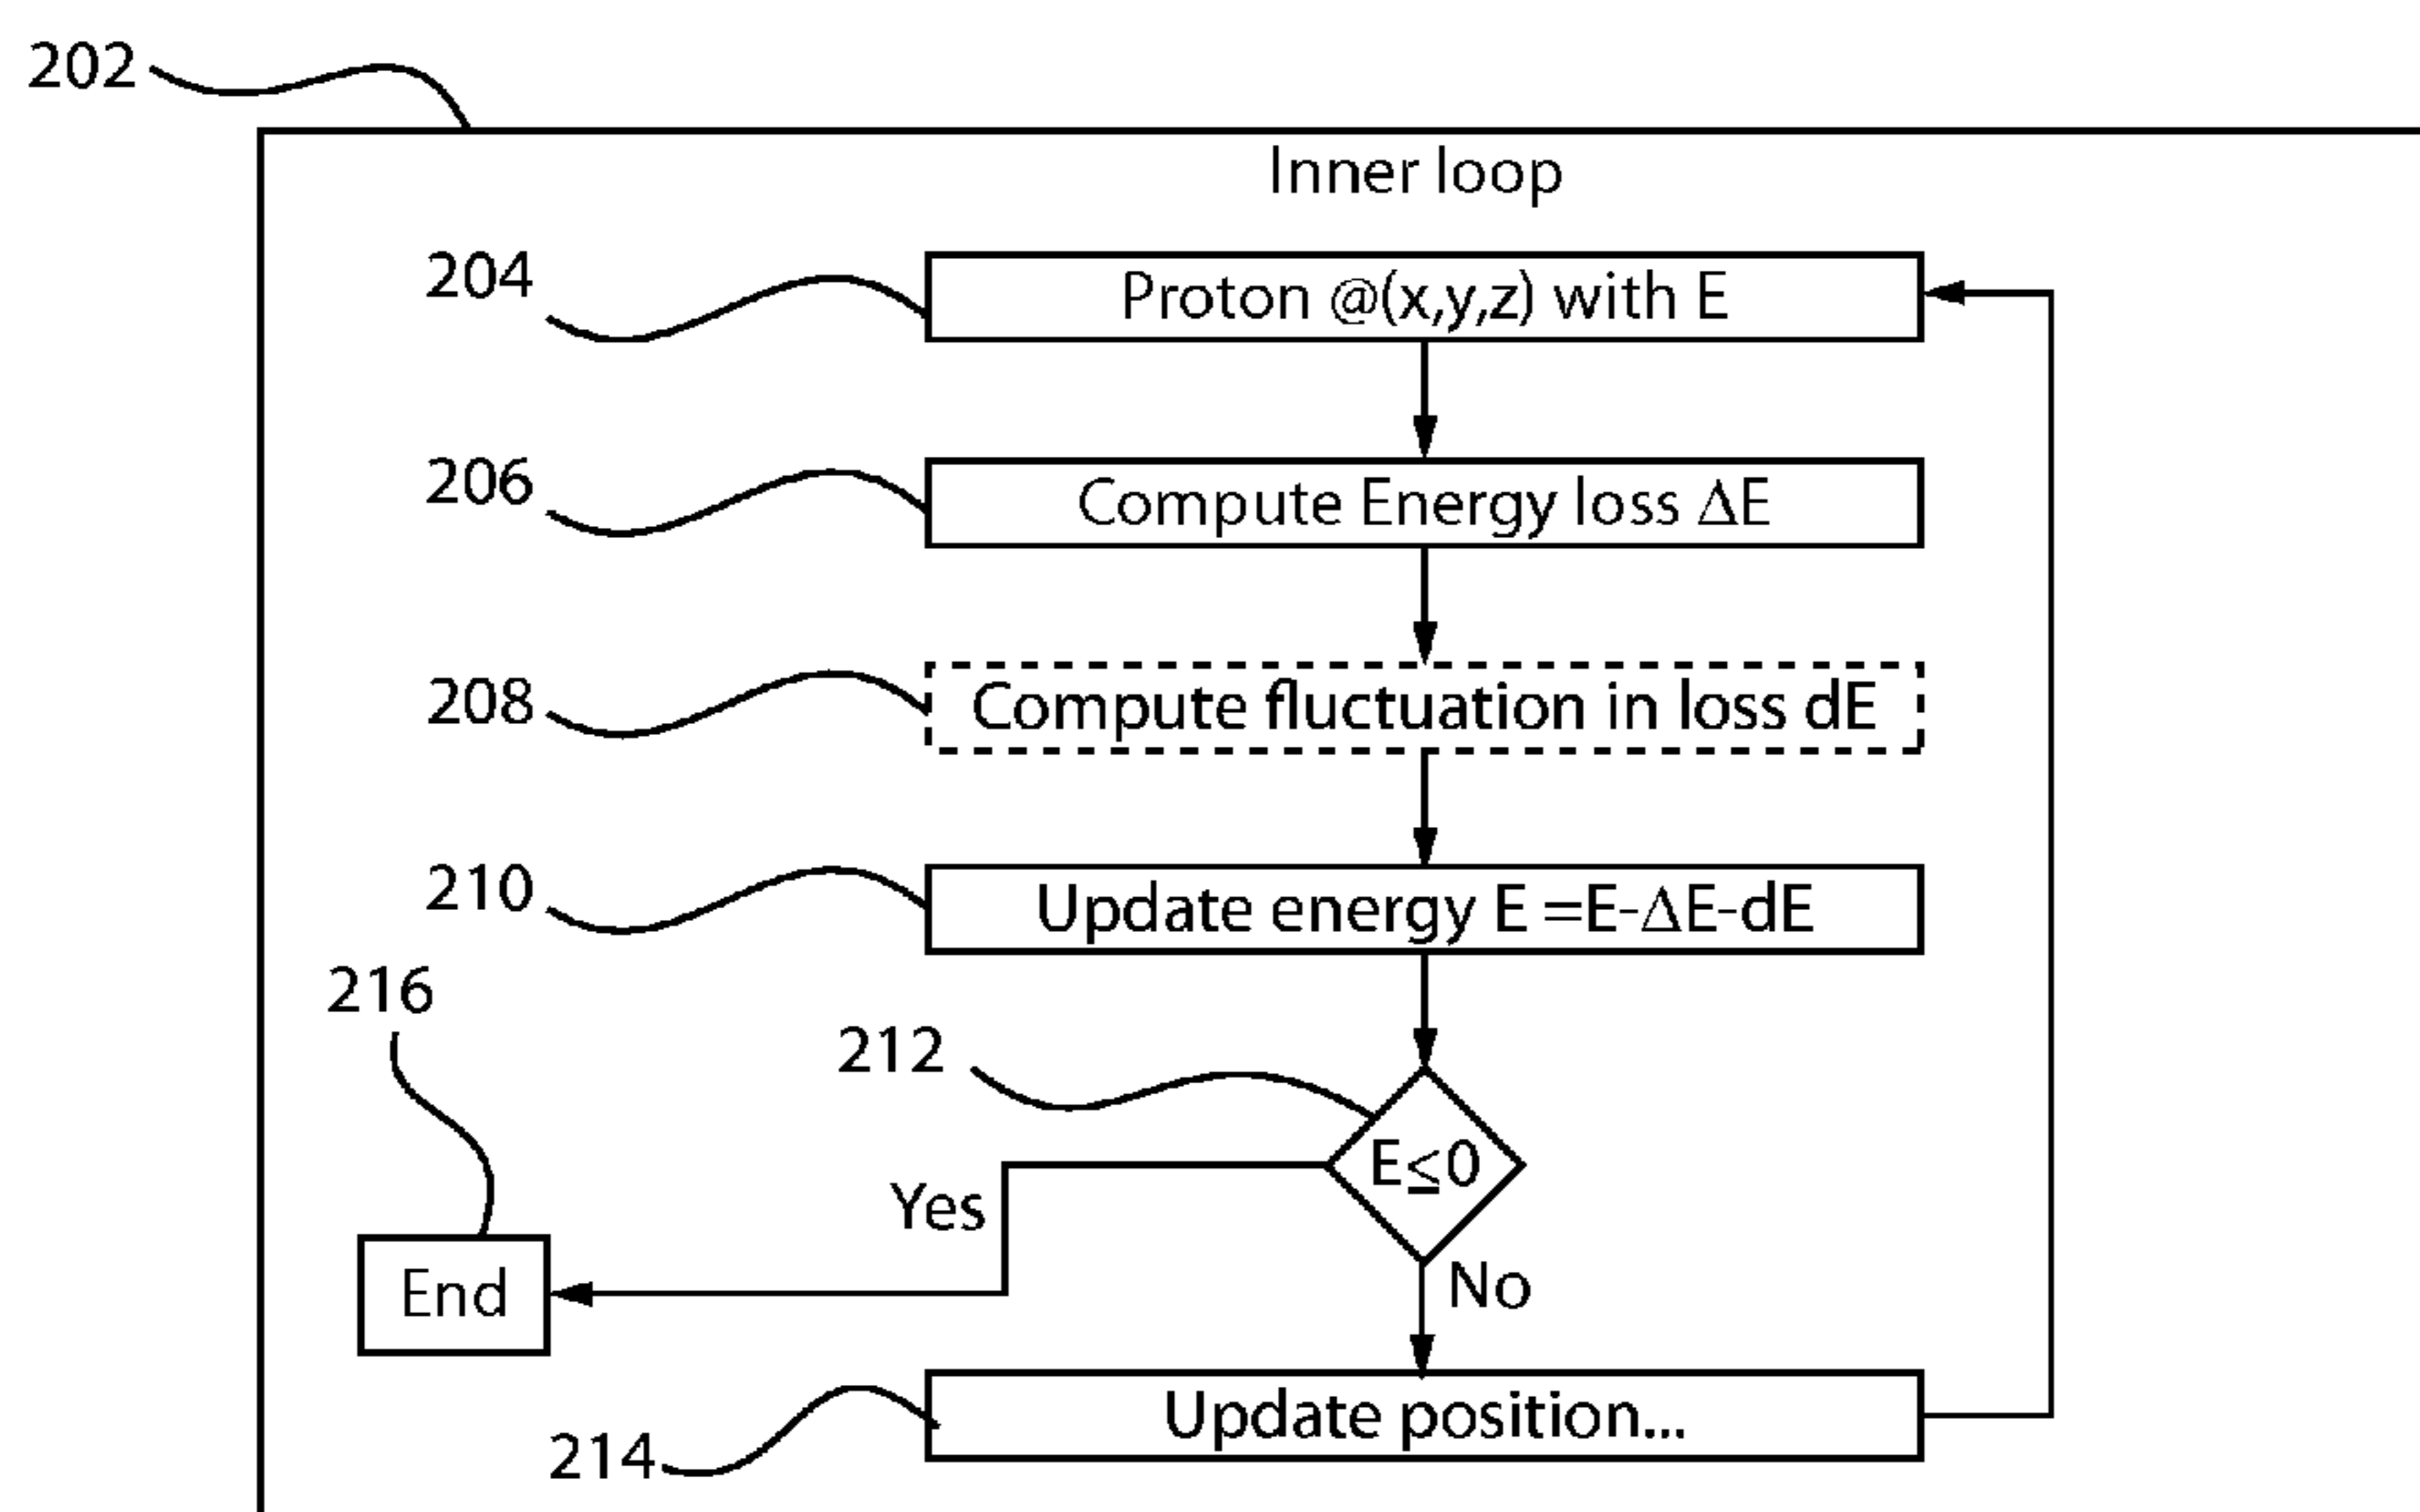 202
Inner loop
204
Proton @(x,y,z) with E
206
Compute Energy loss ΔE
208
Compute fluctuation in loss dE
210
Update energy E =E-ΔE-dE
216
212
E≤0
Yes
End
No
Update position...
214